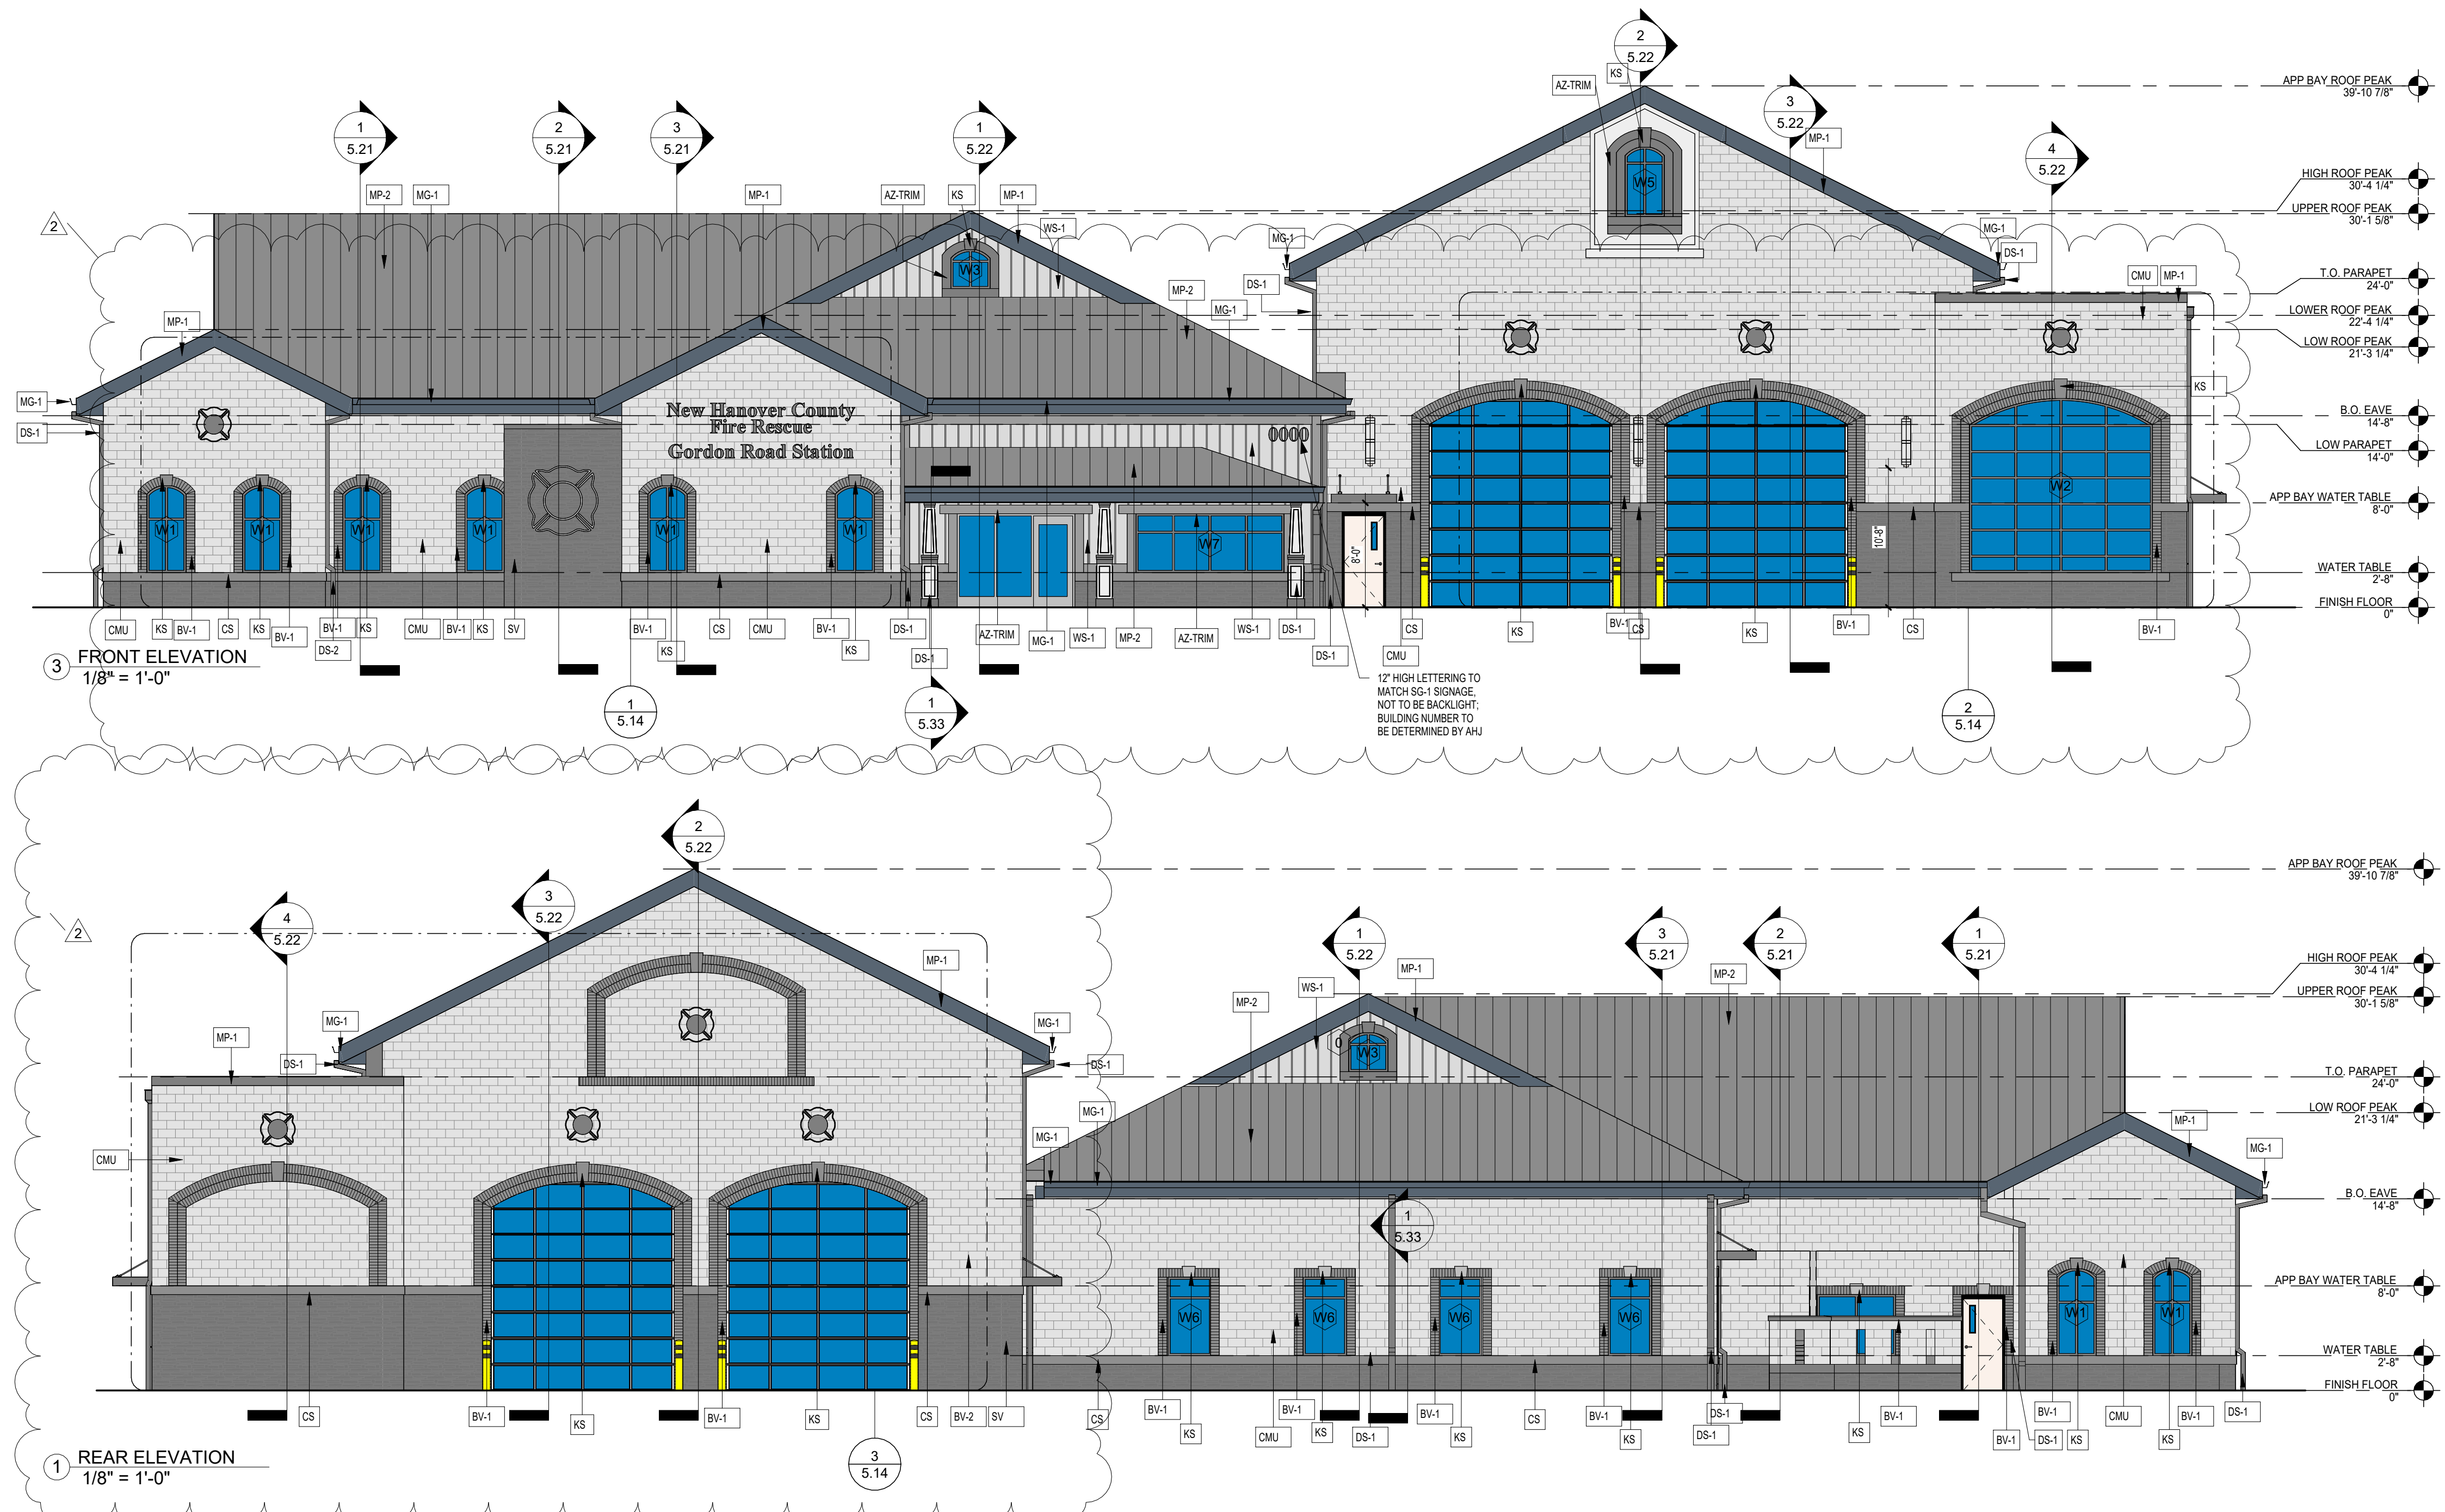 2
5.22
KS
AZ-TRIM
APP BAY ROOF PEAK
39'-10 7/8"
3
5.22
MP-1
1
5.21
2
5.21
3
5.21
1
5.22
4
5.22
HIGH ROOF PEAK
30'-4 1/4"
UPPER ROOF PEAK
30'-1 5/8"
MP-2
MG-1
MP-1
AZ-TRIM
KS
MP-1
2
WS-1
W5
MG-1
MG-1
DS-1
W3
DS-1
MP-2
CMU
MP-1
T.O. PARAPET
24'-0"
MG-1
LOWER ROOF PEAK
22'-4 1/4"
MP-1
LOW ROOF PEAK
21'-3 1/4"
KS
MG-1
New Hanover County
Fire Rescue
Gordon Road Station
0000
B.O. EAVE
14'-8"
DS-1
LOW PARAPET
14'-0"
W2
APP BAY WATER TABLE
8'-0"
W1
W1
W1
W1
W1
W1
W7
8'-0"
10'-8"
WATER TABLE
2'-8"
FINISH FLOOR
0"
CMU
KS
BV-1
CS
KS
BV-1
DS-2
BV-1
KS
CMU
BV-1
KS
SV
BV-1
KS
CS
CMU
BV-1
KS
DS-1
DS-1
AZ-TRIM
MG-1
WS-1
MP-2
AZ-TRIM
WS-1
DS-1
DS-1
CMU
CS
KS
BV-1
CS
KS
BV-1
CS
BV-1
3
FRONT ELEVATION
1/8" = 1'-0"
12" HIGH LETTERING TO
MATCH SG-1 SIGNAGE,
NOT TO BE BACKLIGHT;
BUILDING NUMBER TO
BE DETERMINED BY AHJ
1
5.14
1
5.33
2
5.14
2
5.22
3
5.22
4
5.22
2
APP BAY ROOF PEAK
39'-10 7/8"
1
5.22
3
5.21
2
5.21
1
5.21
MP-1
MP-1
MP-2
HIGH ROOF PEAK
30'-4 1/4"
WS-1
MP-2
UPPER ROOF PEAK
30'-1 5/8"
MG-1
MG-1
MP-1
DS-1
DS-1
0
W3
T.O. PARAPET
24'-0"
MG-1
LOW ROOF PEAK
21'-3 1/4"
MP-1
MG-1
MG-1
CMU
B.O. EAVE
14'-8"
1
5.33
APP BAY WATER TABLE
8'-0"
W6
W6
W6
W6
W1
W1
WATER TABLE
2'-8"
FINISH FLOOR
0"
CS
BV-1
KS
BV-1
KS
CS
BV-2
SV
CS
BV-1
KS
CMU
BV-1
KS
DS-1
BV-1
KS
CS
BV-1
KS
DS-1
DS-1
KS
BV-1
BV-1
DS-1
BV-1
KS
CMU
KS
BV-1
DS-1
1
REAR ELEVATION
1/8" = 1'-0"
3
5.14